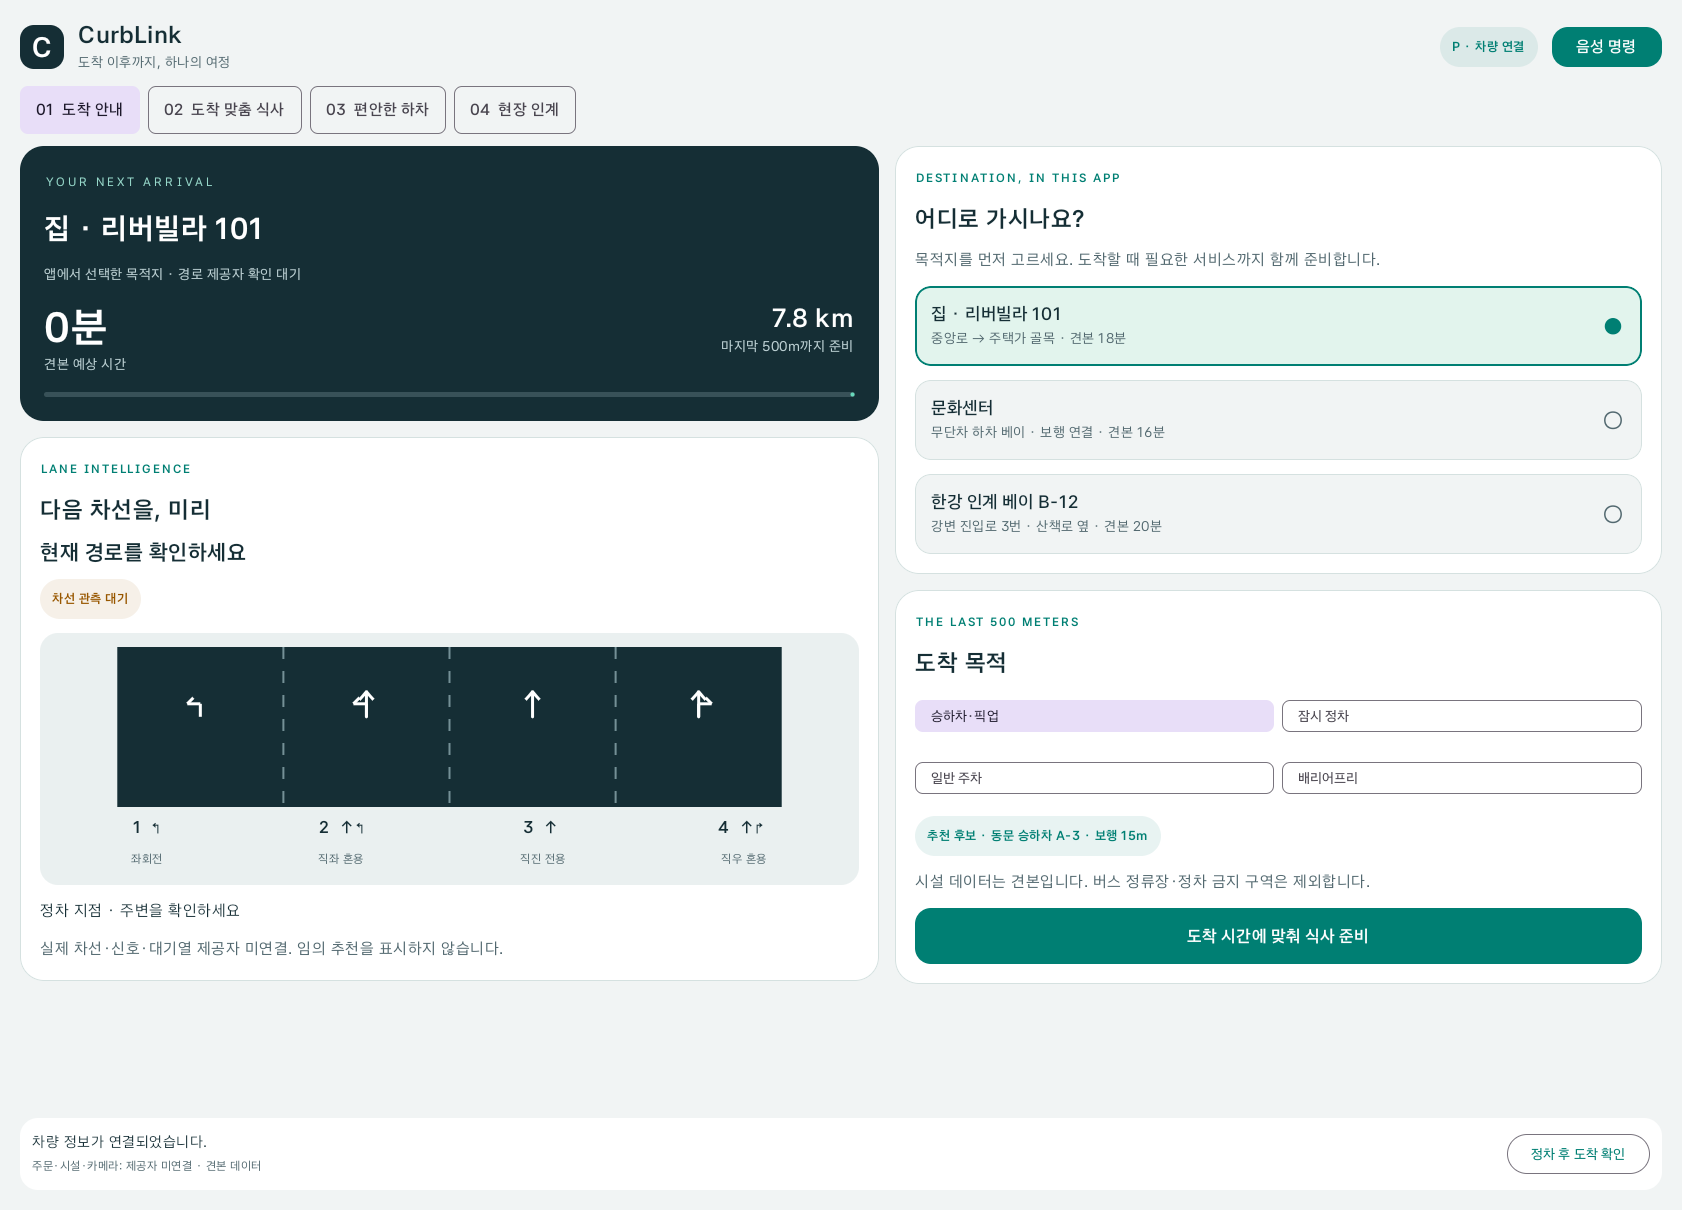 C
CurbLink
도착 이후까지, 하나의 여정
P · 차량 연결
음성 명령
01 도착 안내
02 도착 맞춤 식사
03 편안한 하차
04 현장 인계
YOUR NEXT ARRIVAL
집 · 리버빌라 101
앱에서 선택한 목적지 · 경로 제공자 확인 대기
0분
견본 예상 시간
7.8 km
마지막 500m까지 준비
LANE INTELLIGENCE
다음 차선을, 미리
현재 경로를 확인하세요
차선 관측 대기
↰ ↰↑ ↑ ↑↱
1 ↰
2 ↑↰
3 ↑
4 ↑↱
좌회전
직좌 혼용
직진 전용
직우 혼용
정차 지점 · 주변을 확인하세요
실제 차선·신호·대기열 제공자 미연결. 임의 추천을 표시하지 않습니다.
DESTINATION, IN THIS APP
어디로 가시나요?
목적지를 먼저 고르세요. 도착할 때 필요한 서비스까지 함께 준비합니다.
집 · 리버빌라 101
중앙로 → 주택가 골목 · 견본 18분
문화센터
무단차 하차 베이 · 보행 연결 · 견본 16분
한강 인계 베이 B-12
강변 진입로 3번 · 산책로 옆 · 견본 20분
THE LAST 500 METERS
도착 목적
승하차·픽업
잠시 정차
일반 주차
배리어프리
추천 후보 · 동문 승하차 A-3 · 보행 15m
시설 데이터는 견본입니다. 버스 정류장·정차 금지 구역은 제외합니다.
도착 시간에 맞춰 식사 준비
차량 정보가 연결되었습니다.
주문·시설·카메라: 제공자 미연결 · 견본 데이터
정차 후 도착 확인